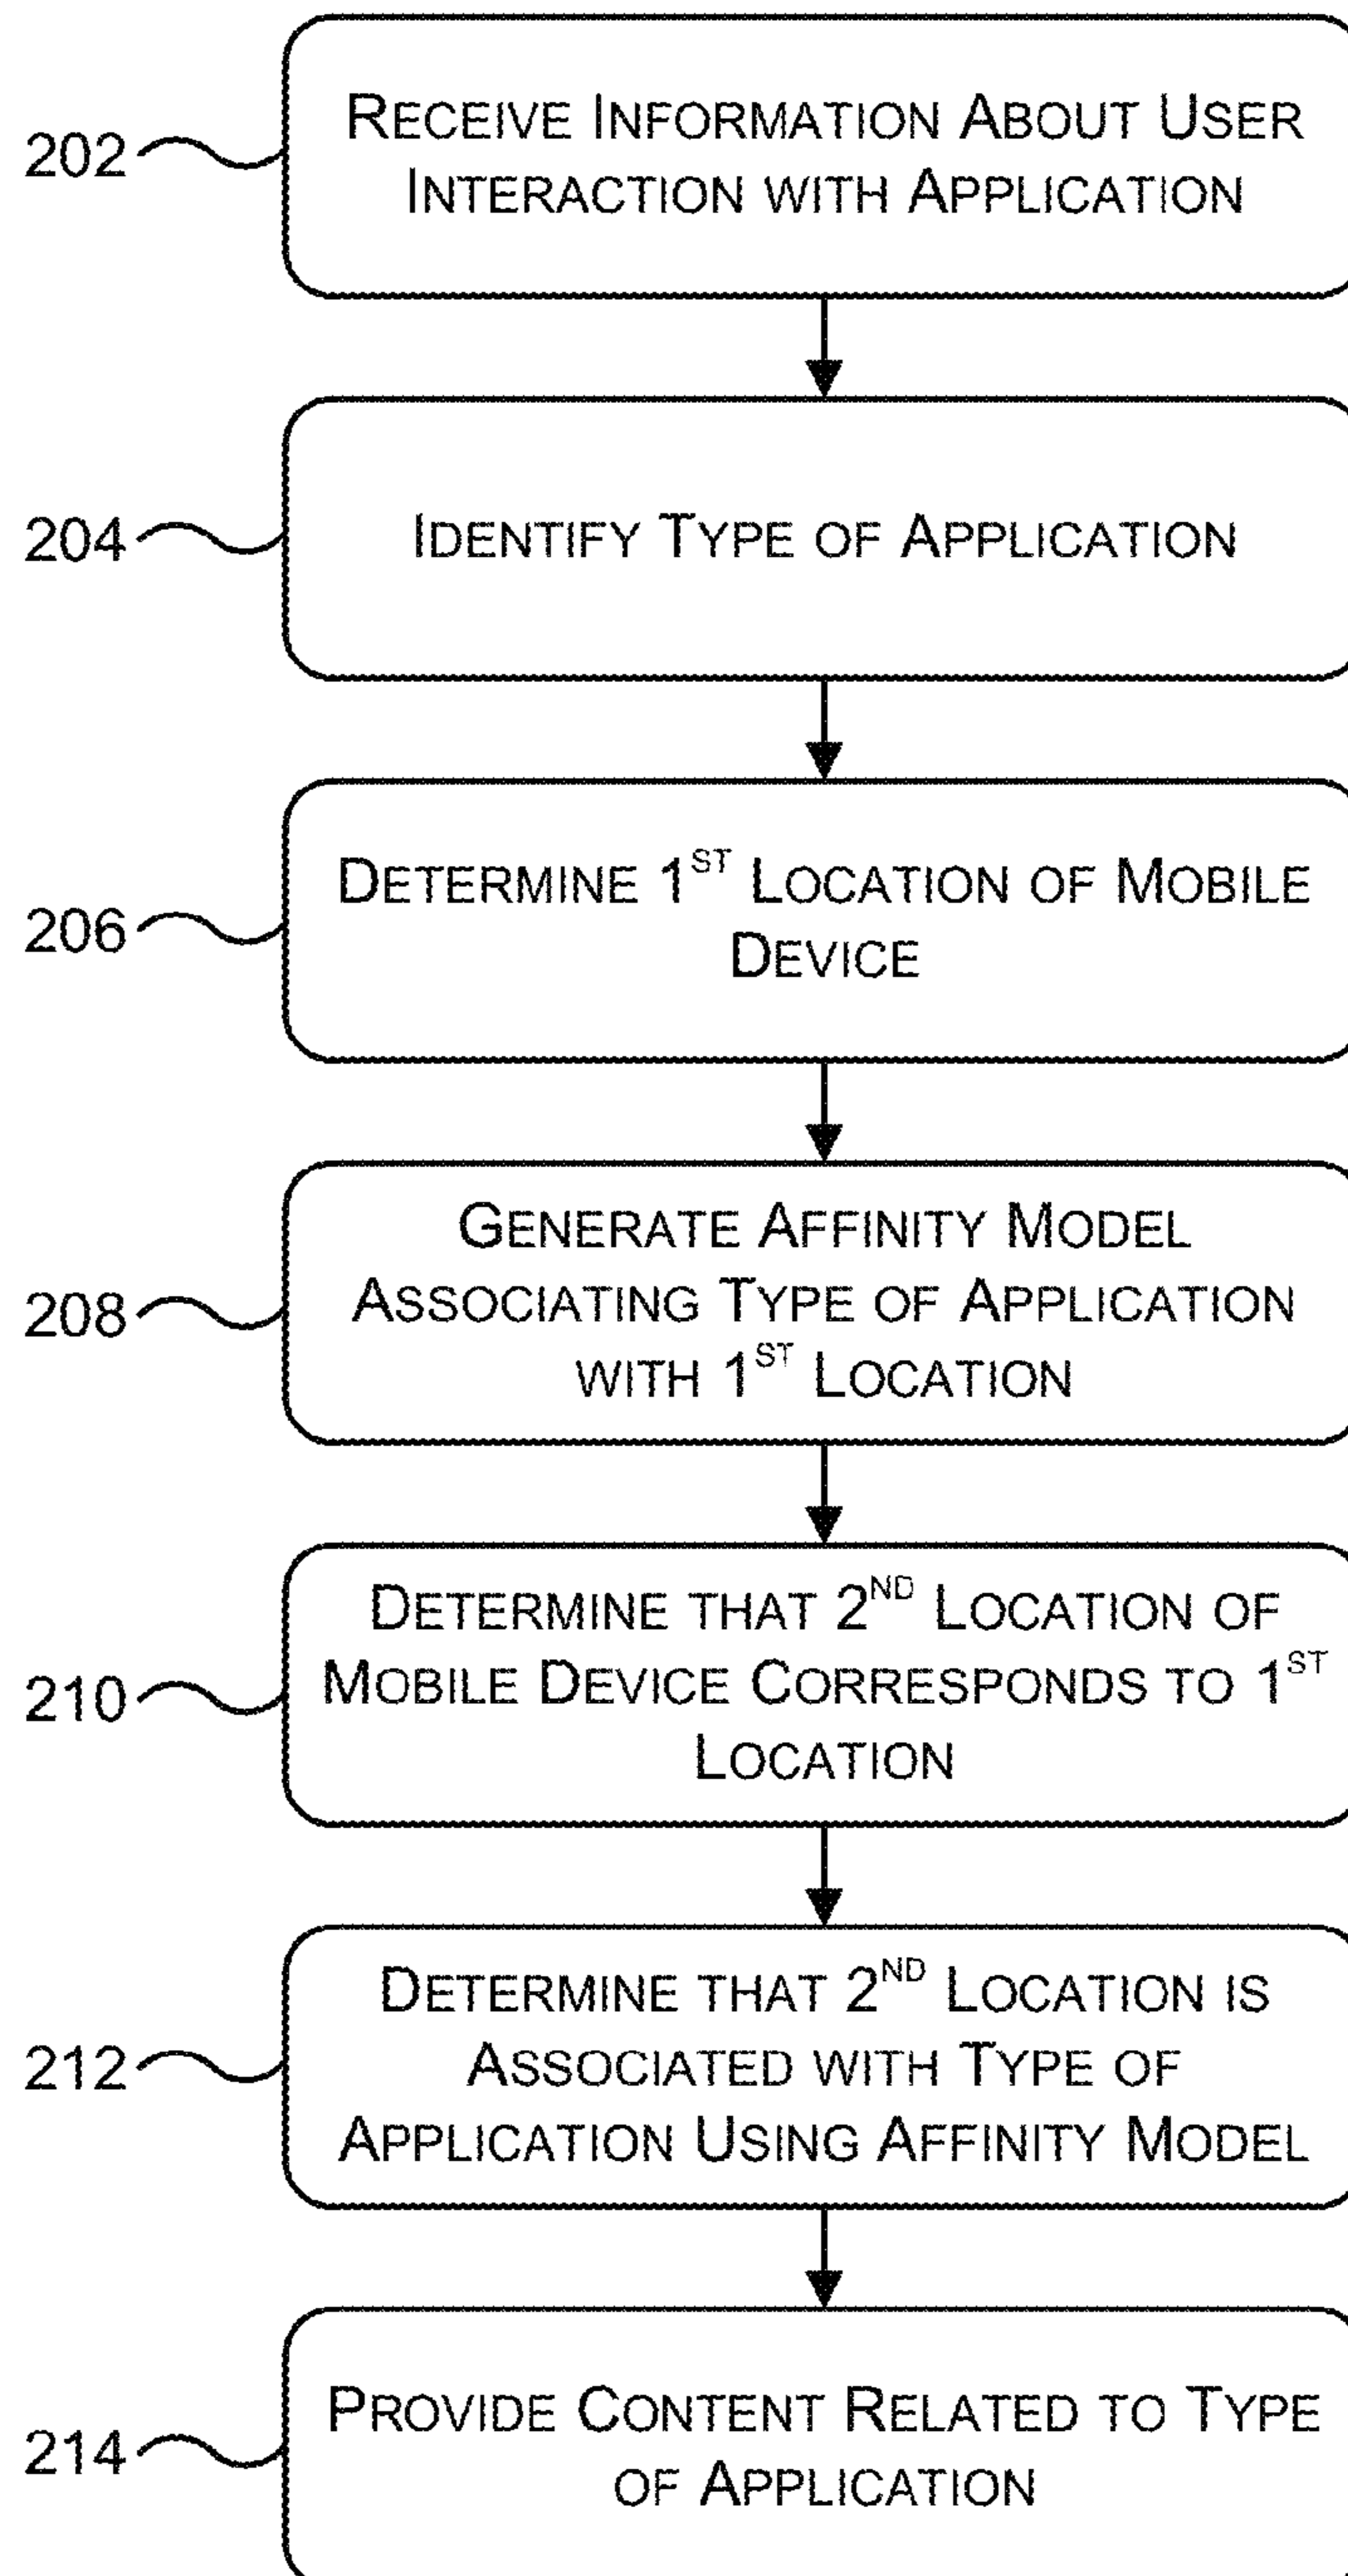 202
RECEIVE INFORMATION ABOUT USER
INTERACTION WITH APPLICATION
204
IDENTIFY TYPE OF APPLICATION
206
DETERMINE 1ST LOCATION OF MOBILE
DEVICE
208
GENERATE AFFINITY MODEL
ASSOCIATING TYPE OF APPLICATION
WITH 1ST LOCATION
210
DETERMINE THAT 2ND LOCATION OF
MOBILE DEVICE CORRESPONDS TO 1ST
LOCATION
212
DETERMINE THAT 2ND LOCATION IS
ASSOCIATED WITH TYPE OF
APPLICATION USING AFFINITY MODEL
214
PROVIDE CONTENT RELATED TO TYPE
OF APPLICATION